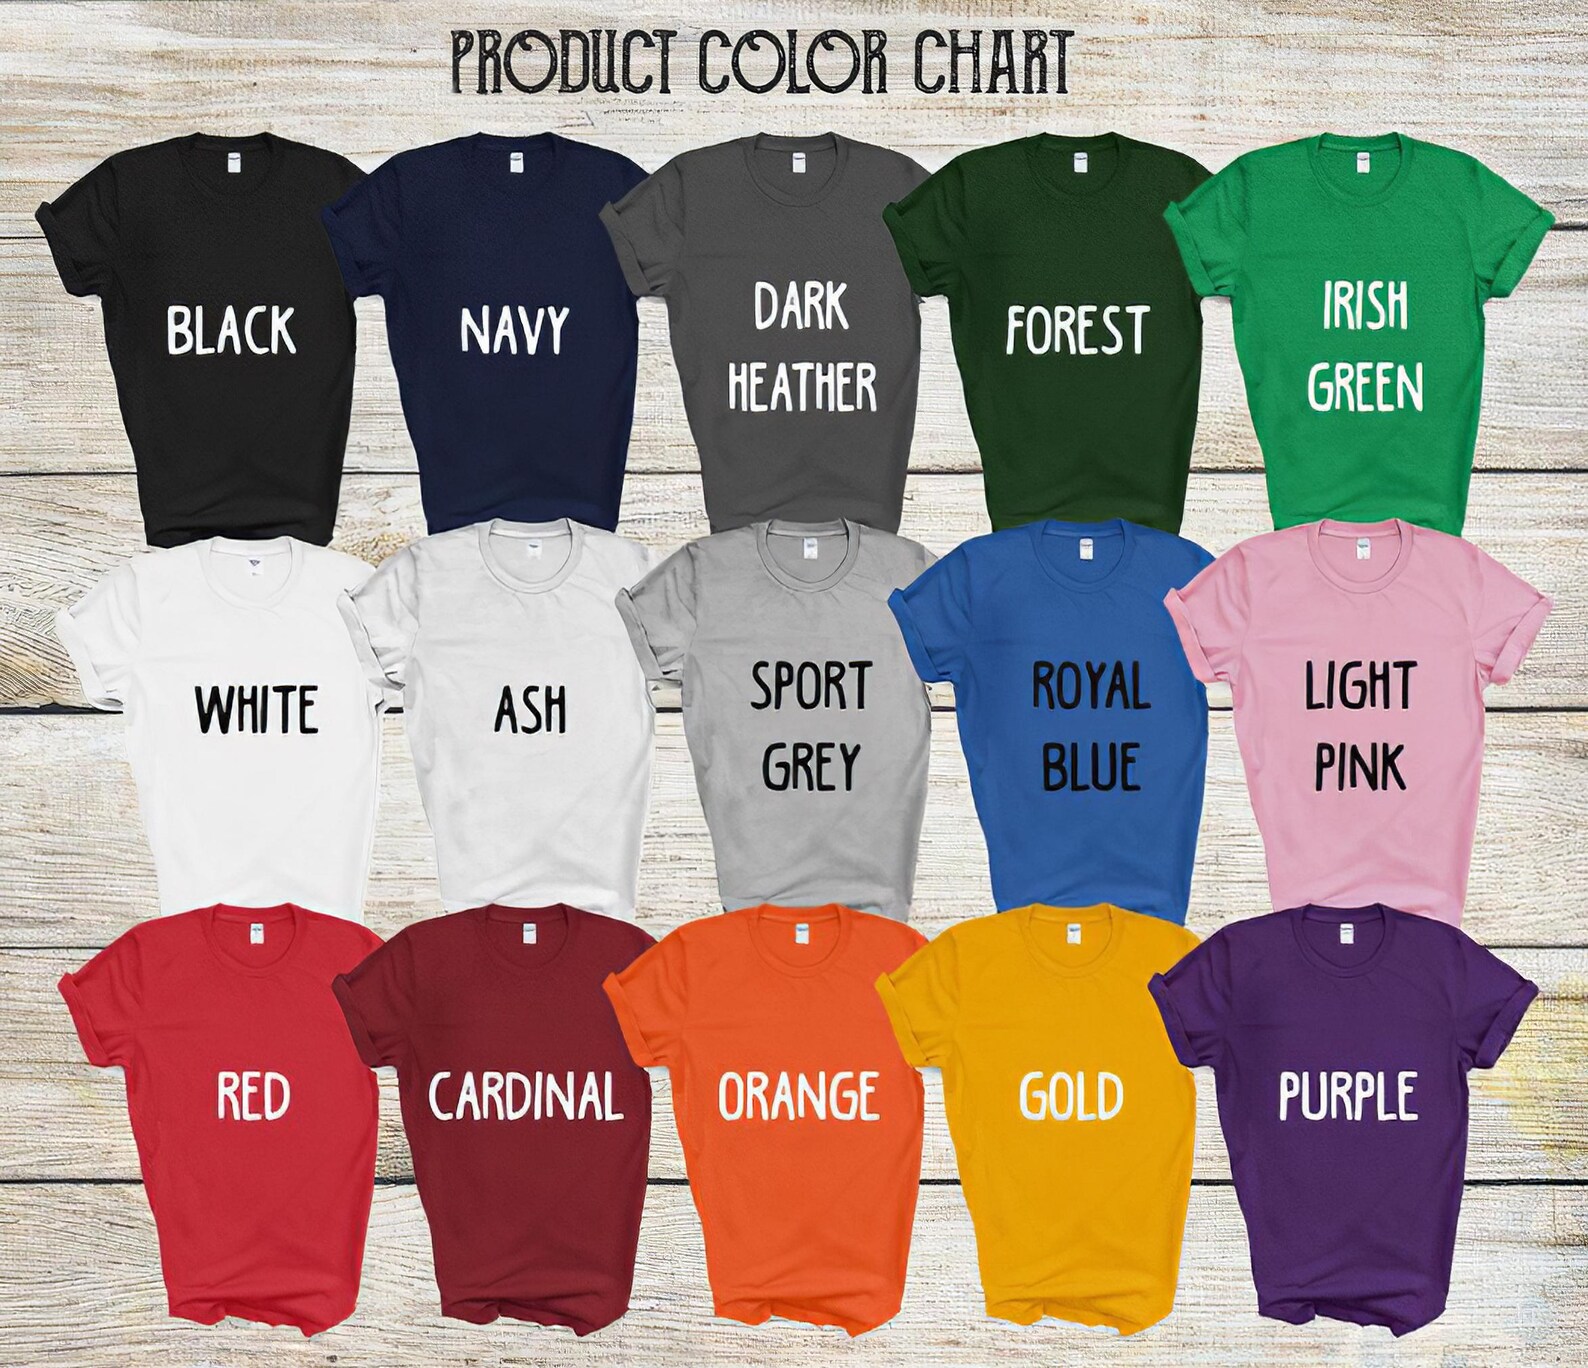 PRODUCT COLOR CHART
BLACK
NAVY
DARK
HEATHER
FOREST
IRISH
GREEN
WHITE
ASH
SPORT
GREY
ROYAL
BLUE
LIGHT
PINK
RED
CARDINAL
ORANGE
GOLD
PURPLE